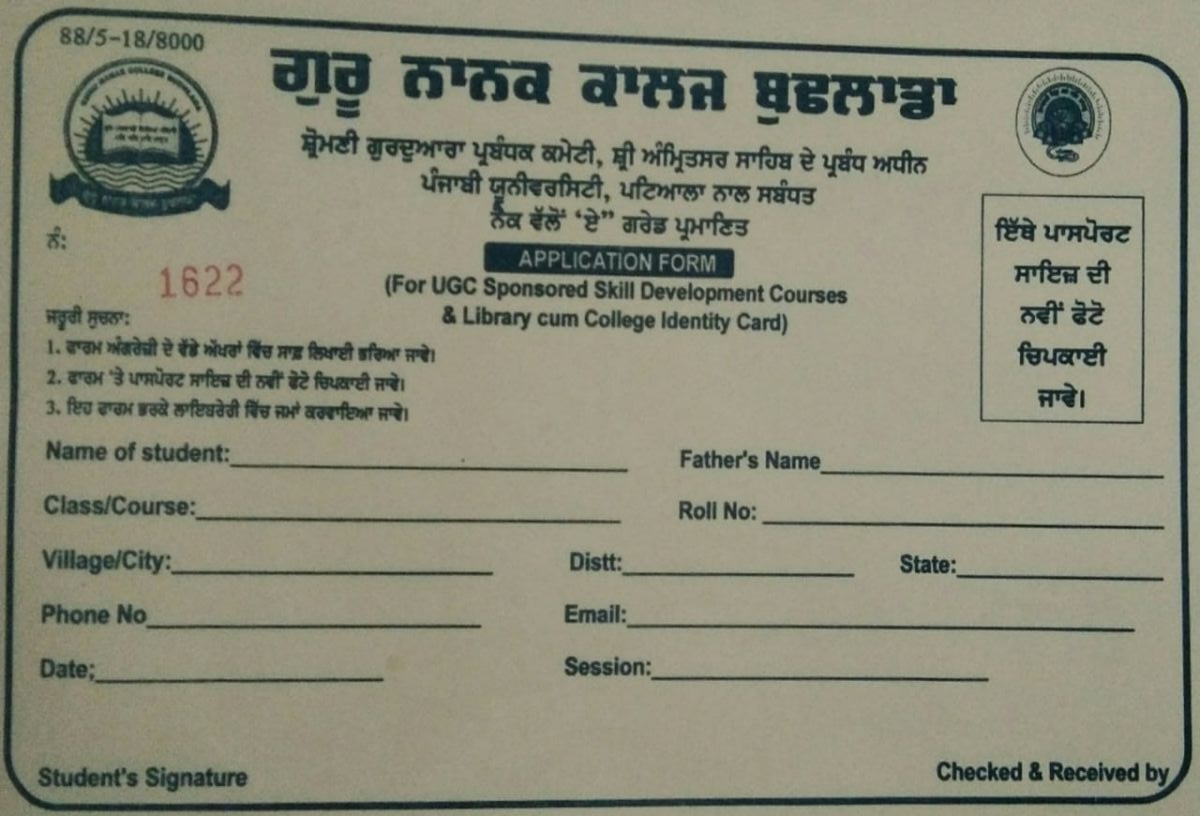 88/5-18/8000
ਗੁਰੂ ਨਾਨਕ ਕਾਲਜ ਬੁਢਲਾਡਾ
ਸ਼੍ਰੋਮਣੀ ਗੁਰਦੁਆਰਾ ਪ੍ਰਬੰਧਕ ਕਮੇਟੀ, ਸ਼੍ਰੀ ਅੰਮ੍ਰਿਤਸਰ ਸਾਹਿਬ ਦੇ ਪ੍ਰਬੰਧ ਅਧੀਨ
ਪੰਜਾਬੀ ਯੂਨੀਵਰਸਿਟੀ, ਪਟਿਆਲਾ ਨਾਲ ਸਬੰਧਤ
ਨੈਕ ਵੱਲੋਂ ‘ਏ” ਗਰੇਡ ਪ੍ਰਮਾਣਿਤ
APPLICATION FORM
(For UGC Sponsored Skill Development Courses
& Library cum College Identity Card)
ਨੰ:
1622
ਇੱਥੇ ਪਾਸਪੋਰਟ
ਸਾਇਜ਼ ਦੀ
ਨਵੀਂ ਫੋਟੋ
ਚਿਪਕਾਈ
ਜਾਵੇ।
ਜਰੂਰੀ ਸੂਚਨਾ:
1. ਫਾਰਮ ਅੰਗਰੇਜ਼ੀ ਦੇ ਵੱਡੇ ਅੱਖਰਾਂ ਵਿੱਚ ਸਾਫ਼ ਲਿਖਾਈ ਭਰਿਆ ਜਾਵੇ।
2. ਫਾਰਮ ’ਤੇ ਪਾਸਪੋਰਟ ਸਾਇਜ਼ ਦੀ ਨਵੀਂ ਫੋਟੋ ਚਿਪਕਾਈ ਜਾਵੇ।
3. ਇਹ ਫਾਰਮ ਭਰਕੇ ਲਾਇਬਰੇਰੀ ਵਿੱਚ ਜਮਾਂ ਕਰਵਾਇਆ ਜਾਵੇ।
Name of student: Father's Name
Class/Course: Roll No:
Village/City: Distt: State:
Phone No Email:
Date; Session:
Student's Signature Checked & Received by